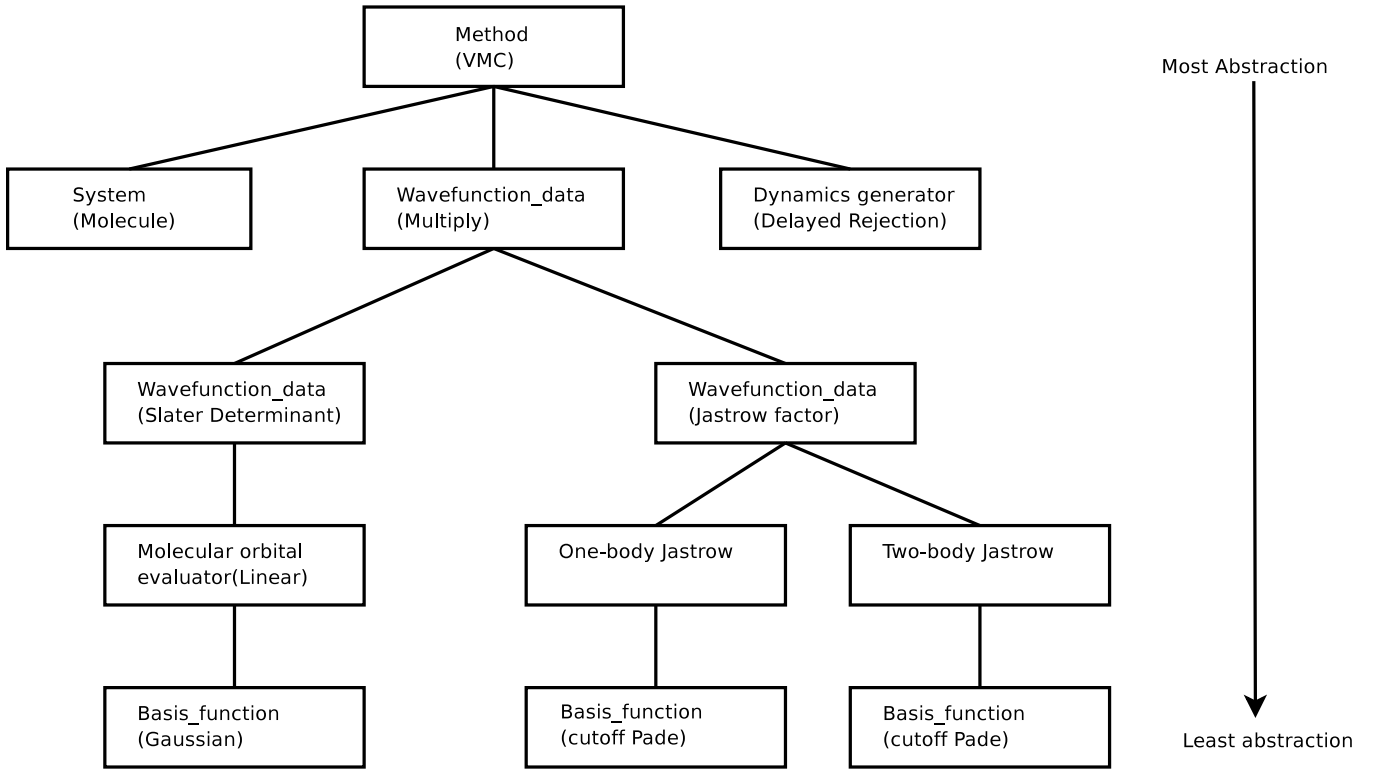 Method
(VMC)
Most Abstraction
System
(Molecule)
Wavefunction_data
(Multiply)
Dynamics generator
(Delayed Rejection)
Wavefunction_data
(Slater Determinant)
Wavefunction_data
(Jastrow factor)
Molecular orbital
evaluator(Linear)
One-body Jastrow
Two-body Jastrow
Basis_function
(Gaussian)
Basis_function
(cutoff Pade)
Basis_function
(cutoff Pade)
Least abstraction